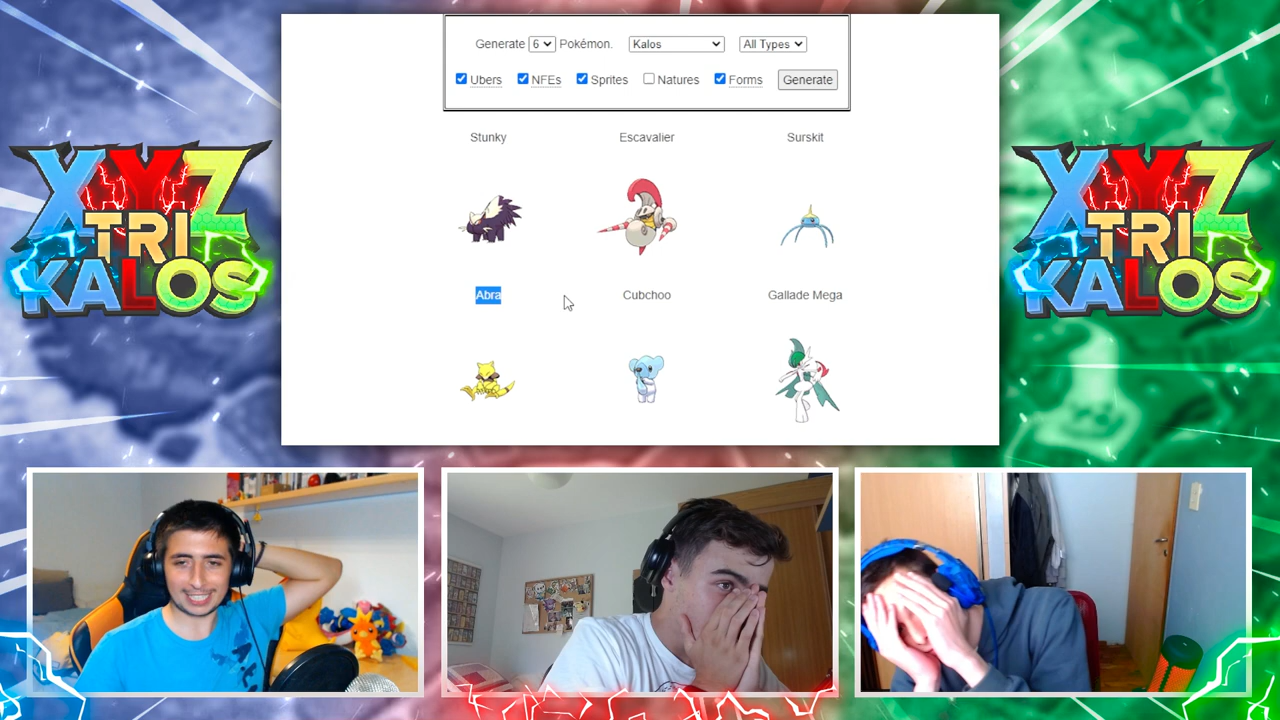 Generate 6 Pokémon. Kalos All Types
Ubers NFEs Sprites Natures Forms Generate
Stunky Escavalier Surskit
Abra Cubchoo Gallade Mega
XYZ
TRI
KALOS
XYZ
TRI
KALOS